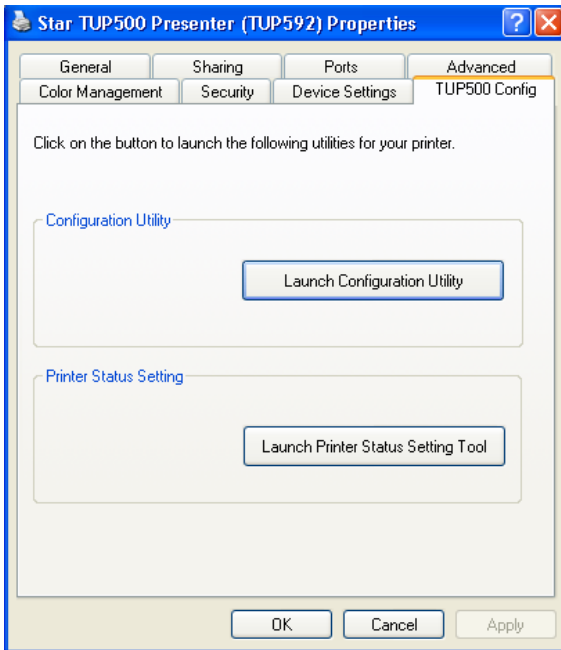 Star TUP500 Presenter (TUP592) Properties
?
General Sharing Ports Advanced
Color Management Security Device Settings TUP500 Config
Click on the button to launch the following utilities for your printer.
Configuration Utility
Launch Configuration Utility
Printer Status Setting
Launch Printer Status Setting Tool
OK Cancel Apply